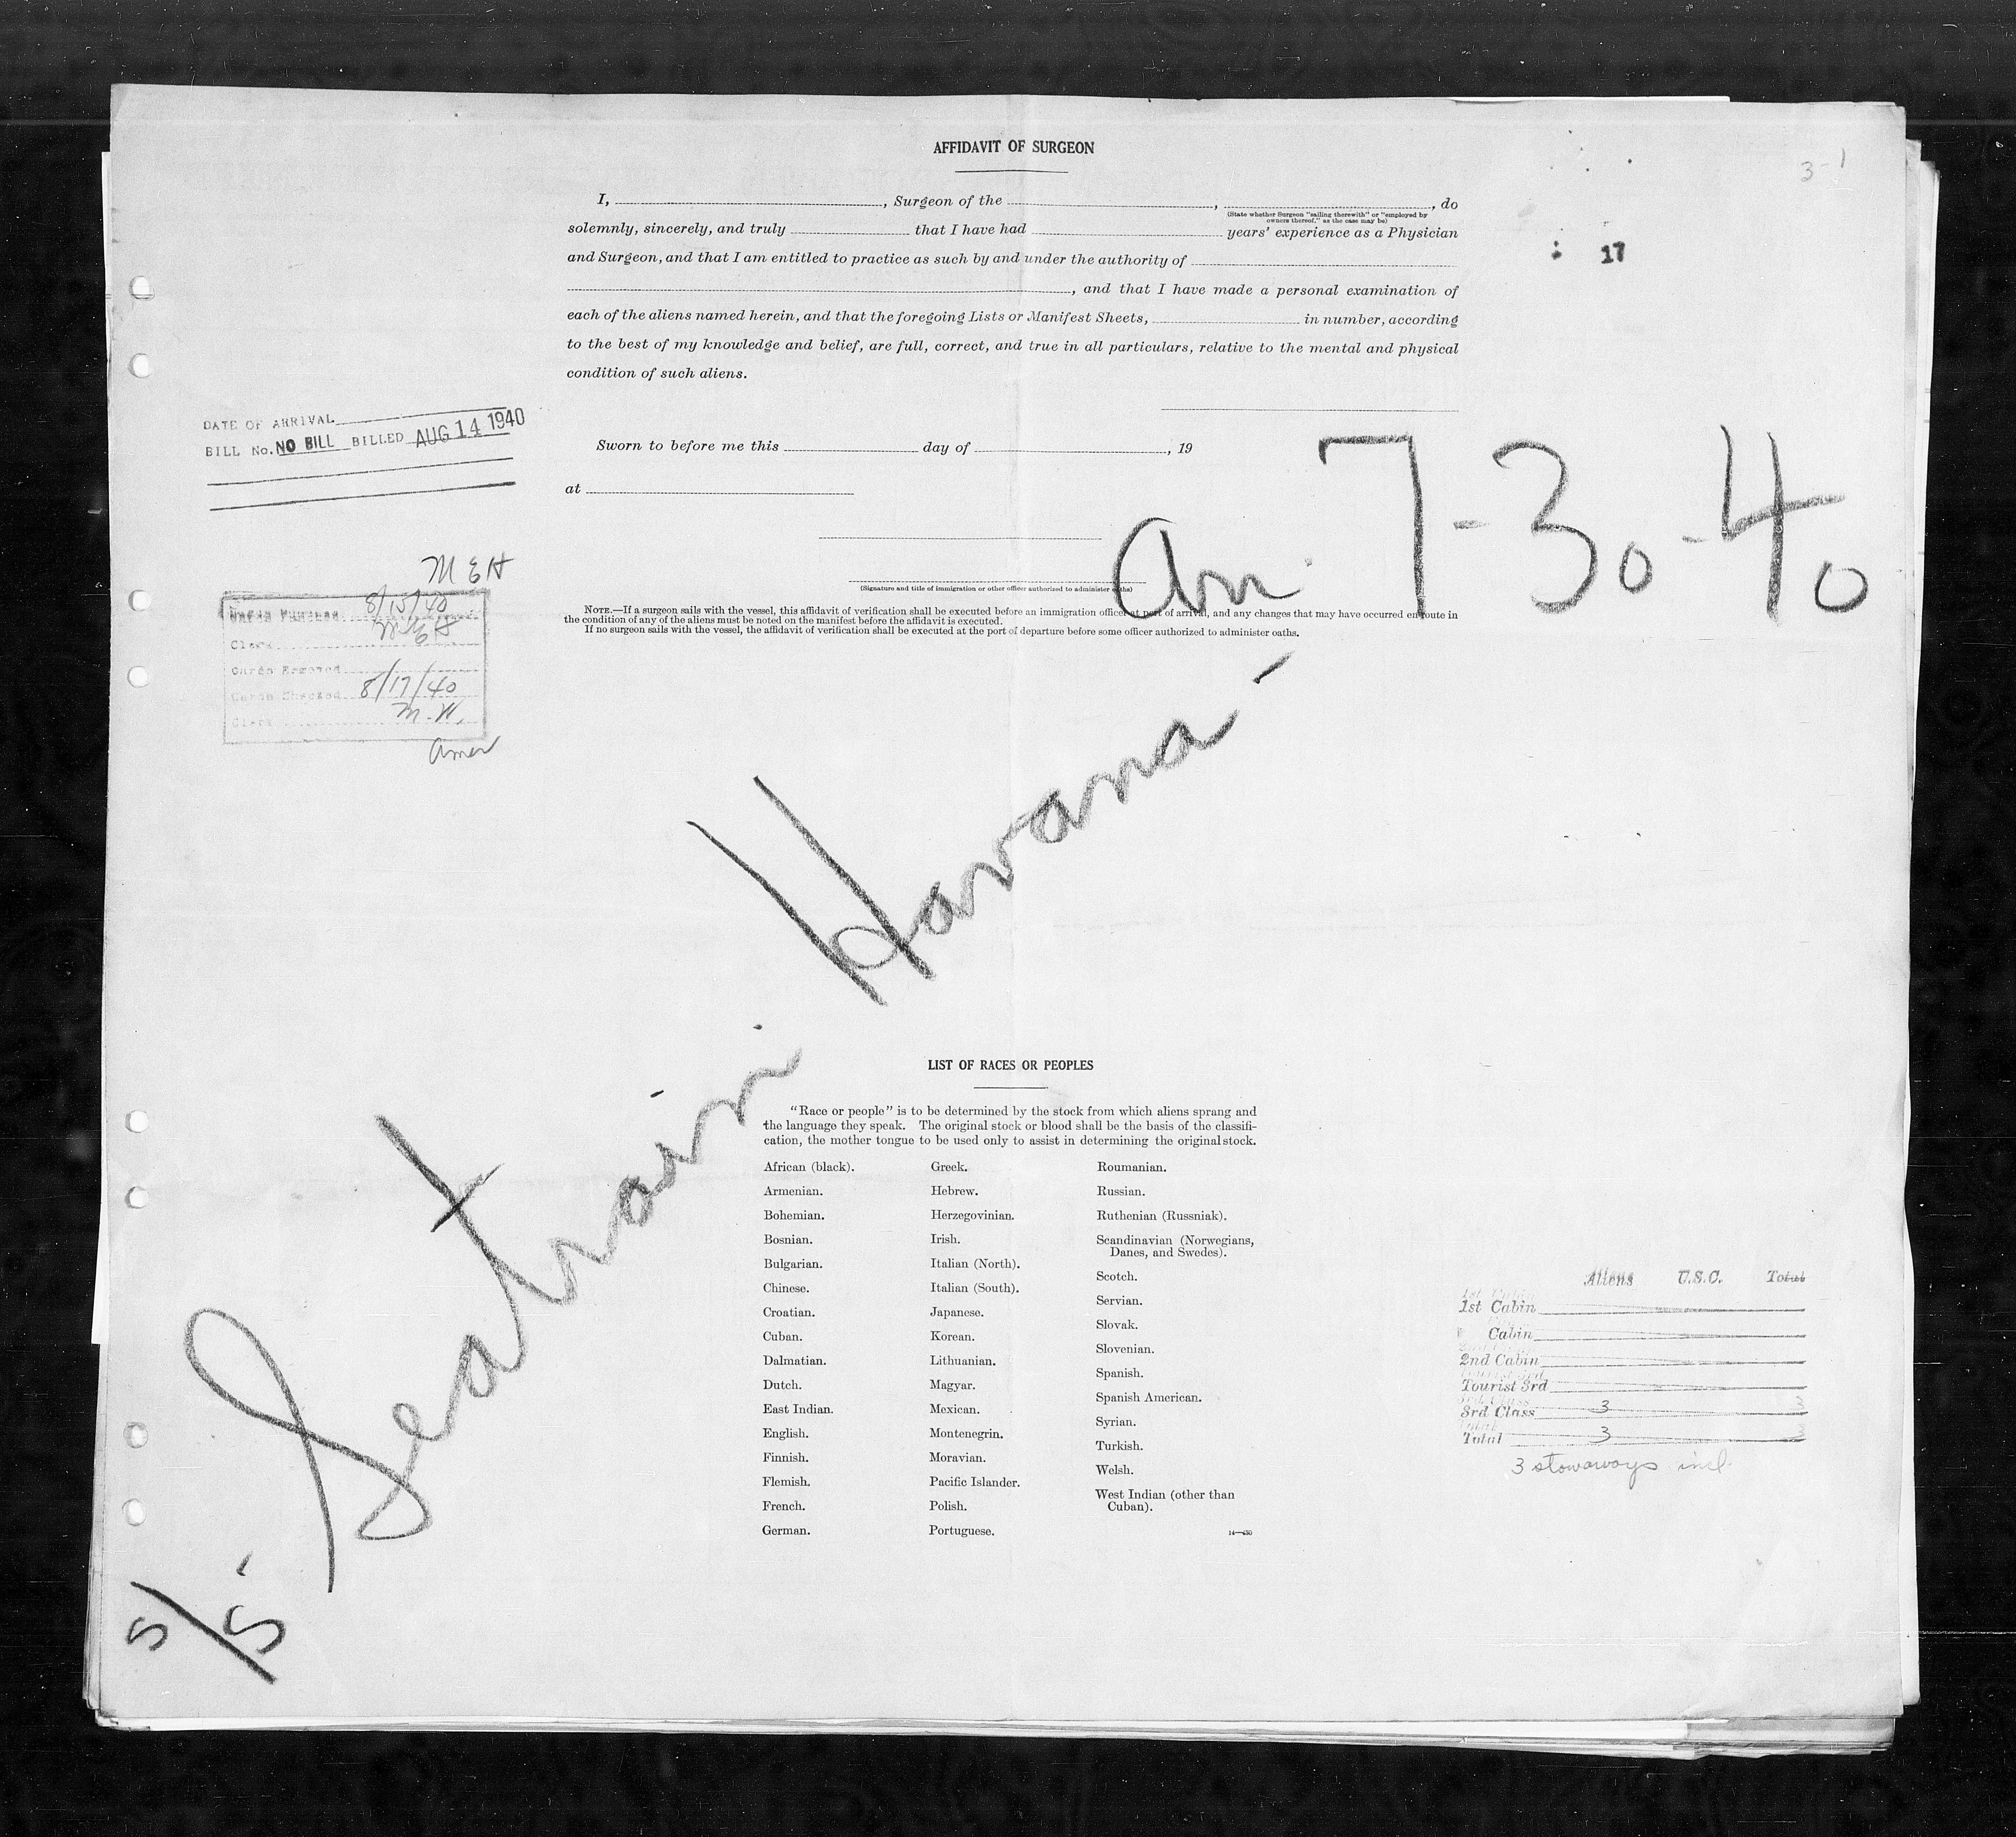 AFFIDAVIT OF SURGEON
3-1
I, , Surgeon of the , , do
(State whether Surgeon "sailing therewith" or "employed by
owners thereof," as the case may be)
solemnly, sincerely, and truly that I have had years' experience as a Physician
and Surgeon, and that I am entitled to practice as such by and under the authority of
17
, and that I have made a personal examination of
each of the aliens named herein, and that the foregoing Lists or Manifest Sheets, in number, according
to the best of my knowledge and belief, are full, correct, and true in all particulars, relative to the mental and physical
condition of such aliens.
DATE OF ARRIVAL
BILL No. NO BILL BILLED AUG 14 1940
Sworn to before me this day of , 19
at
Arr. 7-30-40
(Signature and title of immigration or other officer authorized to administer oaths)
NOTE.—If a surgeon sails with the vessel, this affidavit of verification shall be executed before an immigration officer at port of arrival, and any changes that may have occurred en route in
the condition of any of the aliens must be noted on the manifest before the affidavit is executed.
If no surgeon sails with the vessel, the affidavit of verification shall be executed at the port of departure before some officer authorized to administer oaths.
MEH
Cards Punched 8/15/40
Clerk MEH
Cards
Cards Checked 8/17/40
Clerk M.W.
Amer
S/S. Seatrain Havana -
LIST OF RACES OR PEOPLES
"Race or people" is to be determined by the stock from which aliens sprang and
the language they speak. The original stock or blood shall be the basis of the classifi-
cation, the mother tongue to be used only to assist in determining the original stock.
African (black).
Armenian.
Bohemian.
Bosnian.
Bulgarian.
Chinese.
Croatian.
Cuban.
Dalmatian.
Dutch.
East Indian.
English.
Finnish.
Flemish.
French.
German.
Greek.
Hebrew.
Herzegovinian.
Irish.
Italian (North).
Italian (South).
Japanese.
Korean.
Lithuanian.
Magyar.
Mexican.
Montenegrin.
Moravian.
Pacific Islander.
Polish.
Portuguese.
Roumanian.
Russian.
Ruthenian (Russniak).
Scandinavian (Norwegians,
Danes, and Swedes).
Scotch.
Servian.
Slovak.
Slovenian.
Spanish.
Spanish American.
Syrian.
Turkish.
Welsh.
West Indian (other than
Cuban).
Aliens U.S.C. Total
1st Cabin
Cabin
2nd Cabin
Tourist 3rd
3rd Class 3 3
Total 3 3
3 stowaways incl.